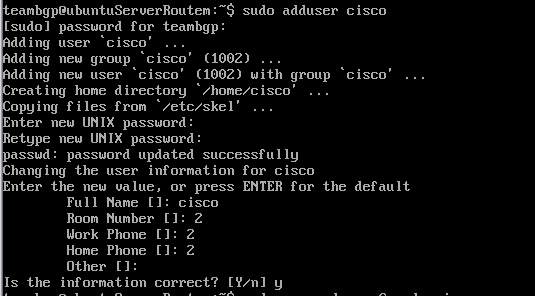 teambgp@ubuntuServerRoutem:~$ sudo adduser cisco
[sudo] password for teambgp:
Adding user `cisco' ...
Adding new group `cisco' (1002) ...
Adding new user `cisco' (1002) with group `cisco' ...
Creating home directory `/home/cisco' ...
Copying files from `/etc/skel' ...
Enter new UNIX password:
Retype new UNIX password:
passwd: password updated successfully
Changing the user information for cisco
Enter the new value, or press ENTER for the default
Full Name []: cisco
Room Number []: 2
Work Phone []: 2
Home Phone []: 2
Other []:
Is the information correct? [Y/n] y